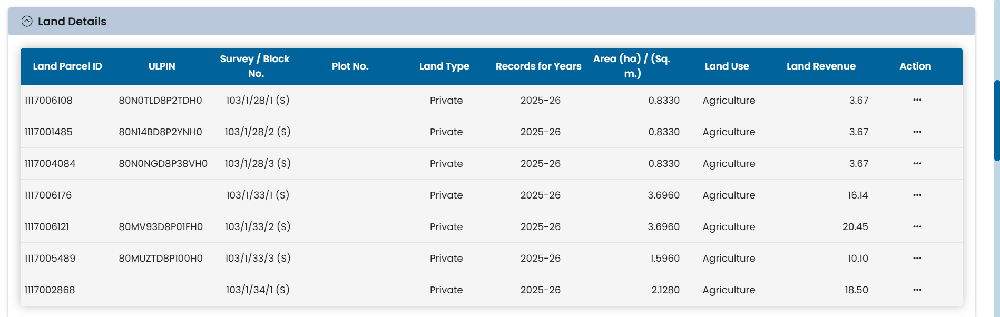 Land Details
Land Parcel ID ULPIN Survey / Block No. Plot No. Land Type Records for Years Area (ha) / (Sq. m.) Land Use Land Revenue Action
1117006108 80N0TLD8P2TDH0 103/1/28/1 (S) Private 2025-26 0.8330 Agriculture 3.67 ···
1117001485 80N14BD8P2YNH0 103/1/28/2 (S) Private 2025-26 0.8330 Agriculture 3.67 ···
1117004084 80N0NGD8P38VH0 103/1/28/3 (S) Private 2025-26 0.8330 Agriculture 3.67 ···
1117006176 103/1/33/1 (S) Private 2025-26 3.6960 Agriculture 16.14 ···
1117006121 80MV93D8P01FH0 103/1/33/2 (S) Private 2025-26 3.6960 Agriculture 20.45 ···
1117005489 80MUZTD8P100H0 103/1/33/3 (S) Private 2025-26 1.5960 Agriculture 10.10 ···
1117002868 103/1/34/1 (S) Private 2025-26 2.1280 Agriculture 18.50 ···